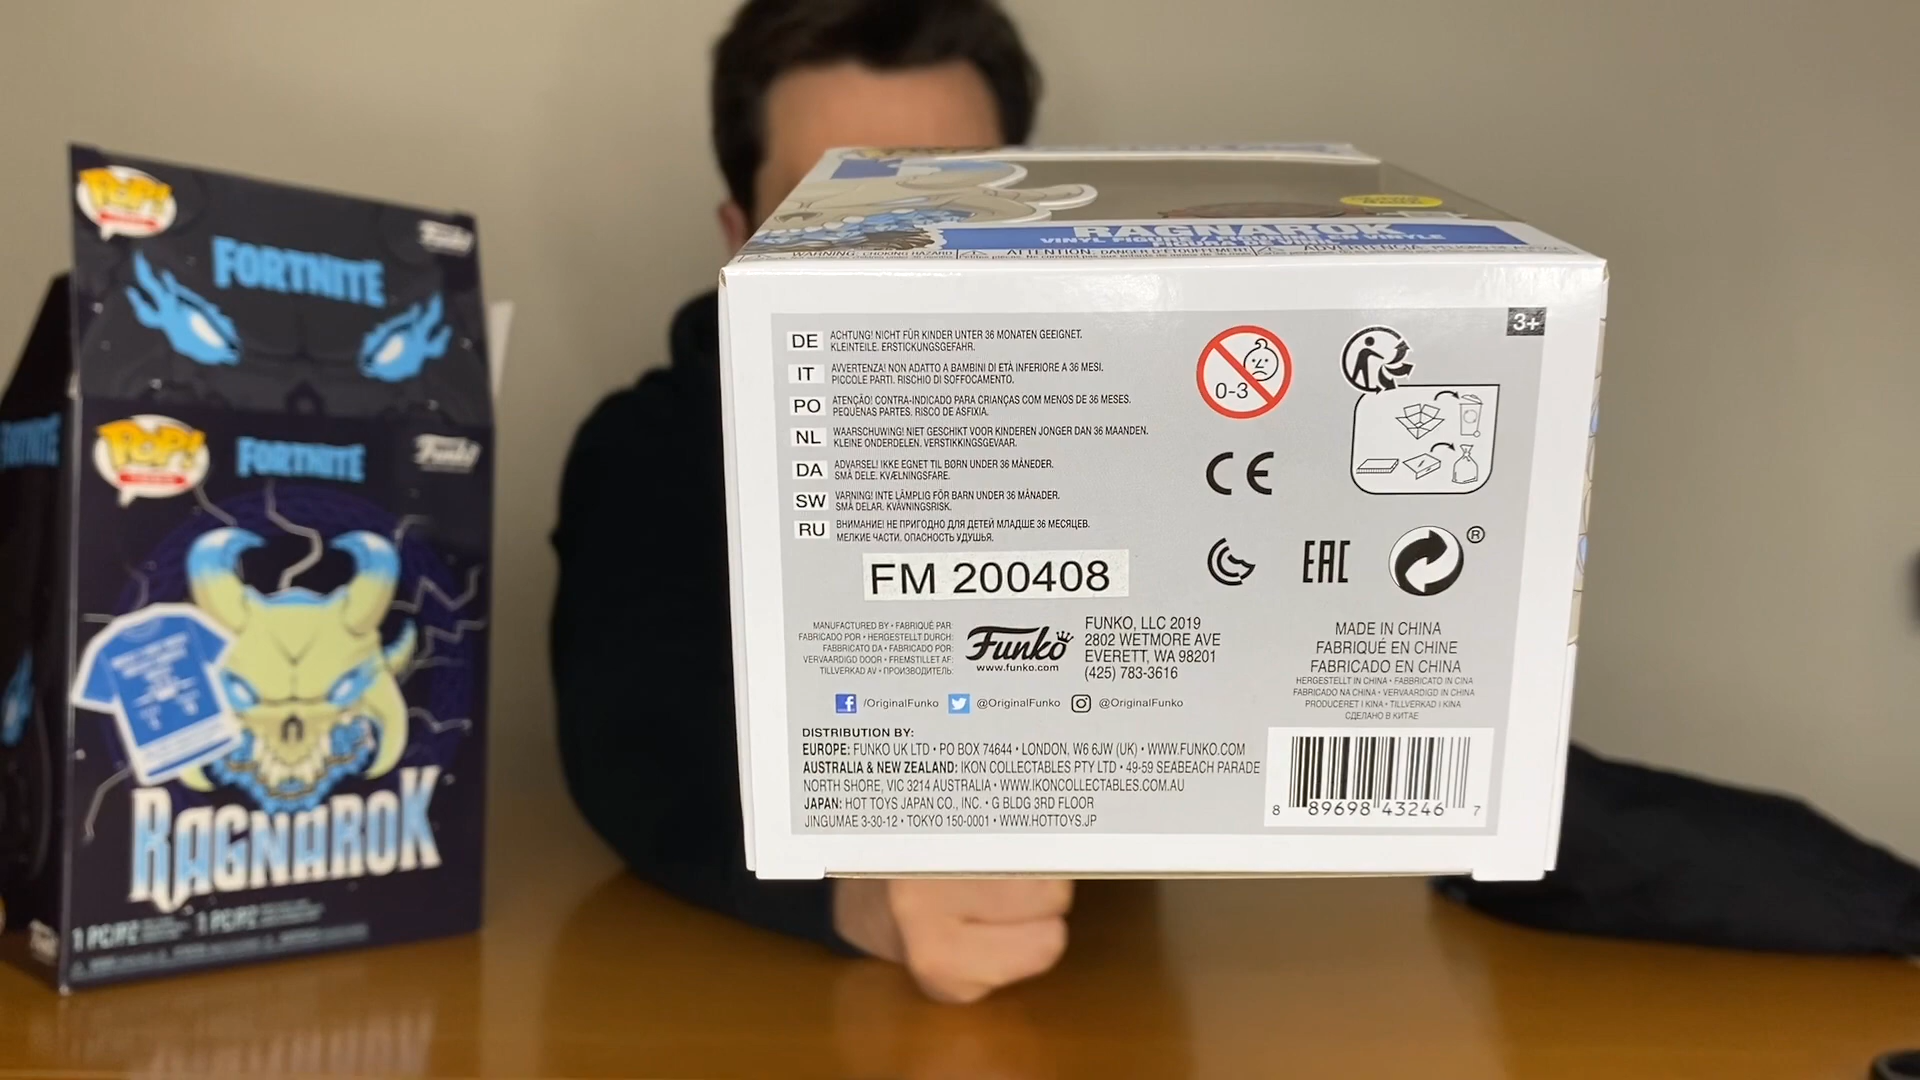 POP!
Funko
FORTNITE
POP!
FORTNITE
Funko
RAGNAROK
1 PC/PZ
1 PC/PZ
RAGNAROK
VINYL FIGURE / FIGURINE EN VINYLE
FIGURA DE VINILO
WARNING: CHOKING HAZARD
ATTENTION: DANGER D'ÉTOUFFEMENT
3+
DE ACHTUNG! NICHT FÜR KINDER UNTER 36 MONATEN GEEIGNET.
KLEINTEILE. ERSTICKUNGSGEFAHR.
IT AVVERTENZA! NON ADATTO A BAMBINI DI ETÀ INFERIORE A 36 MESI.
PICCOLE PARTI. RISCHIO DI SOFFOCAMENTO.
PO ATENÇÃO! CONTRA-INDICADO PARA CRIANÇAS COM MENOS DE 36 MESES.
PEQUENAS PARTES. RISCO DE ASFIXIA.
NL WAARSCHUWING! NIET GESCHIKT VOOR KINDEREN JONGER DAN 36 MAANDEN.
KLEINE ONDERDELEN. VERSTIKKINGSGEVAAR.
DA ADVARSEL! IKKE EGNET TIL BØRN UNDER 36 MÅNEDER.
SMÅ DELE. KVÆLNINGSFARE.
SW VARNING! INTE LÄMPLIG FÖR BARN UNDER 36 MÅNADER.
SMÅ DELAR. KVÄVNINGSRISK.
RU ВНИМАНИЕ! НЕ ПРИГОДНО ДЛЯ ДЕТЕЙ МЛАДШЕ 36 МЕСЯЦЕВ.
МЕЛКИЕ ЧАСТИ. ОПАСНОСТЬ УДУШЬЯ.
0-3
CE
EAC
®
FM 200408
MANUFACTURED BY • FABRIQUÉ PAR:
FABRICADO POR • HERGESTELLT DURCH:
FABBRICATO DA • FABRICADO POR:
VERVAARDIGD DOOR • FREMSTILLET AF:
TILLVERKAD AV • ПРОИЗВОДИТЕЛЬ:
Funko
www.funko.com
FUNKO, LLC 2019
2802 WETMORE AVE
EVERETT, WA 98201
(425) 783-3616
/OriginalFunko @OriginalFunko @OriginalFunko
MADE IN CHINA
FABRIQUÉ EN CHINE
FABRICADO EN CHINA
HERGESTELLT IN CHINA • FABBRICATO IN CINA
FABRICADO NA CHINA • VERVAARDIGD IN CHINA
PRODUCERET I KINA • TILLVERKAD I KINA
СДЕЛАНО В КИТАЕ
DISTRIBUTION BY:
EUROPE: FUNKO UK LTD • PO BOX 74644 • LONDON, W6 6JW (UK) • WWW.FUNKO.COM
AUSTRALIA & NEW ZEALAND: IKON COLLECTABLES PTY LTD • 49-59 SEABEACH PARADE
NORTH SHORE, VIC 3214 AUSTRALIA • WWW.IKONCOLLECTABLES.COM.AU
JAPAN: HOT TOYS JAPAN CO., INC. • G BLDG 3RD FLOOR
JINGUMAE 3-30-12 • TOKYO 150-0001 • WWW.HOTTOYS.JP
8 89698 43246 7